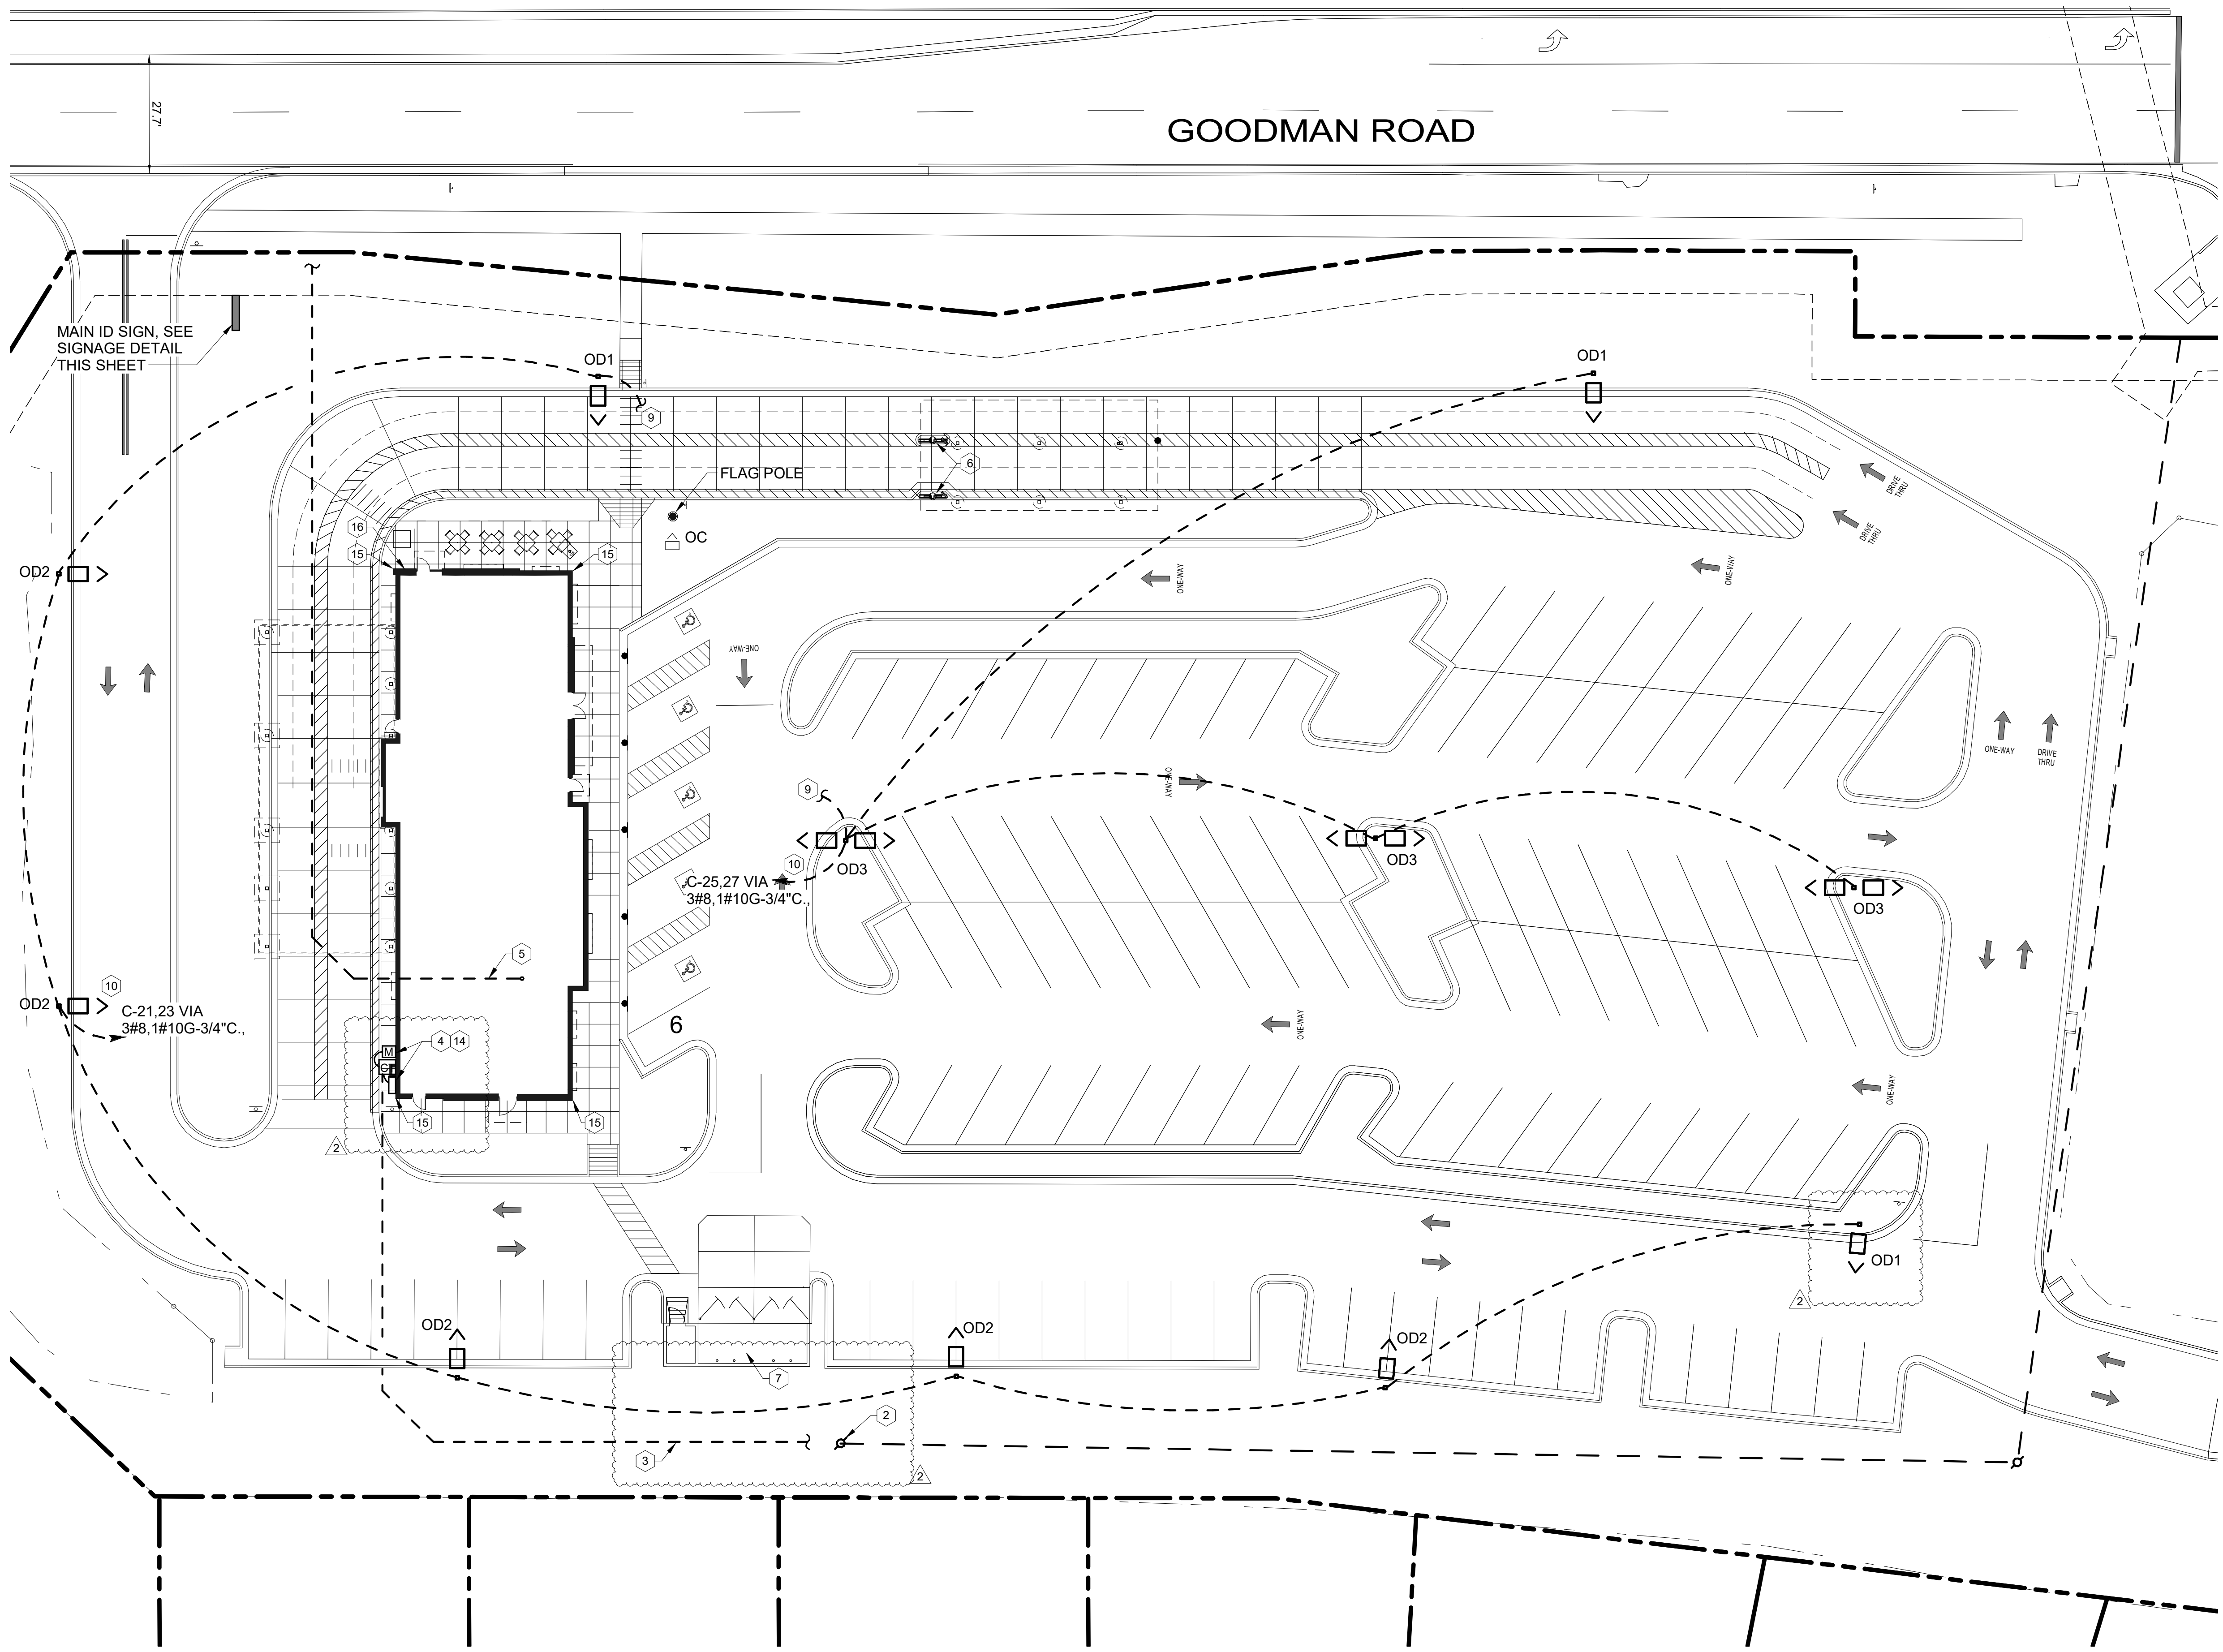 27.7'
GOODMAN ROAD
MAIN ID SIGN, SEE
SIGNAGE DETAIL
THIS SHEET
OD1
OD1
9
6
FLAG POLE
DRIVE
THRU
DRIVE
THRU
16
15
15
OC
OD2
ONE-WAY
ONE-WAY
ONE-WAY
ONE-WAY
DRIVE
THRU
ONE-WAY
9
10
OD3
OD3
OD3
C-25,27 VIA
3#8,1#10G-3/4"C.,
5
10
OD2
C-21,23 VIA
3#8,1#10G-3/4"C.,
6
ONE-WAY
M
4
14
CT
ONE-WAY
15
15
2
OD1
2
OD2
OD2
OD2
7
2
3
2